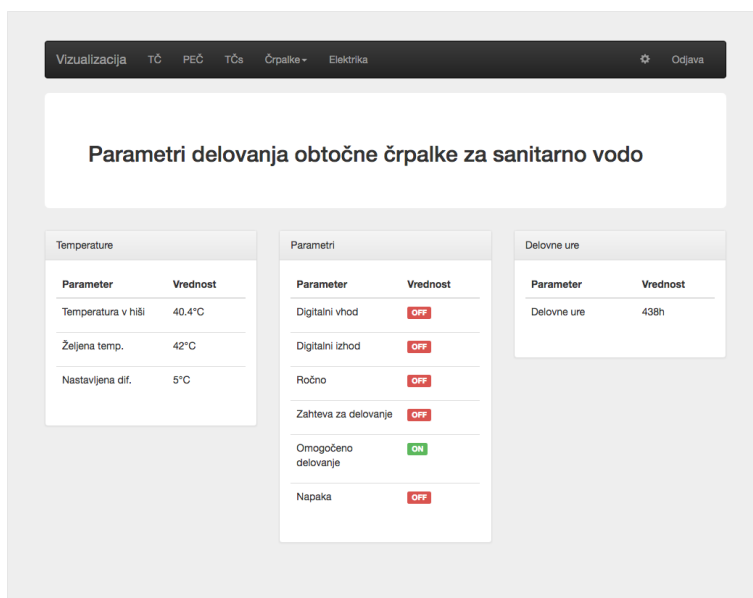 Vizualizacija TČ PEČ TČs Črpalke Elektrika Odjava
Parametri delovanja obtočne črpalke za sanitarno vodo
Temperature
Parameter Vrednost
Temperatura v hiši 40.4°C
Željena temp. 42°C
Nastavljena dif. 5°C
Parametri
Parameter Vrednost
Digitalni vhod OFF
Digitalni izhod OFF
Ročno OFF
Zahteva za delovanje OFF
Omogočeno ON
delovanje
Napaka OFF
Delovne ure
Parameter Vrednost
Delovne ure 438h